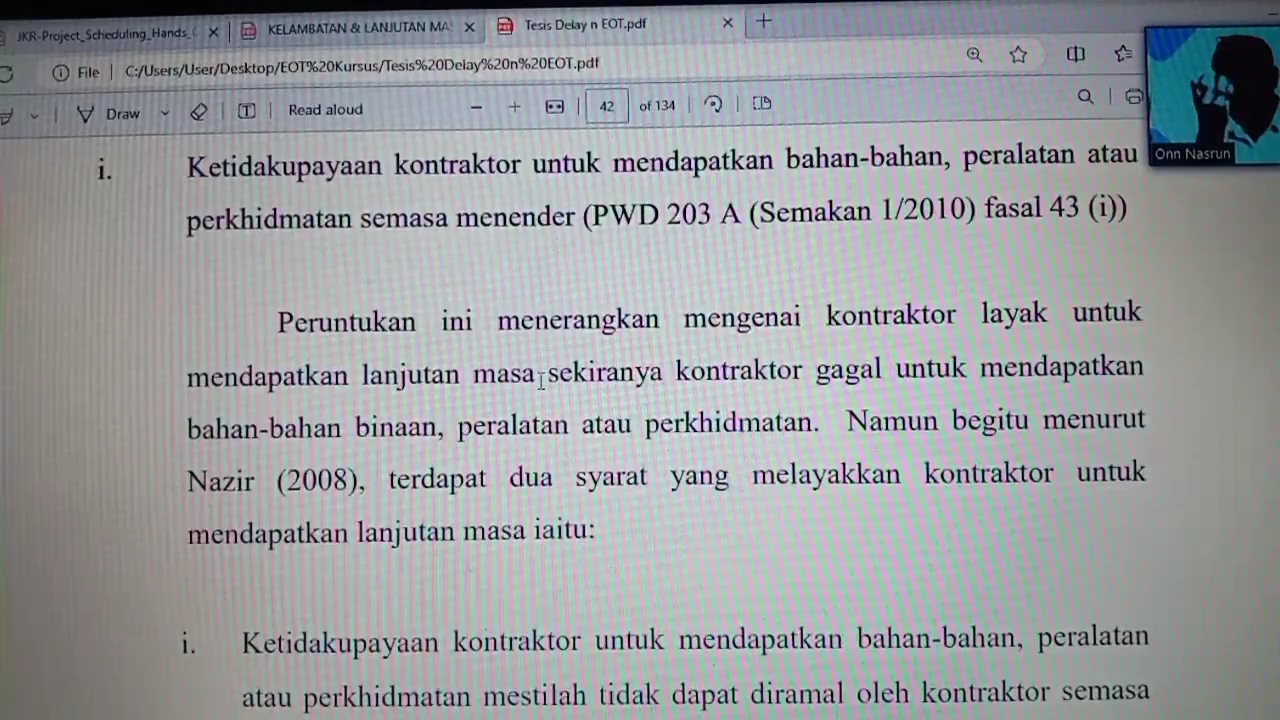 JKR-Project_Scheduling_Hands_
KELAMBATAN & LANJUTAN MA
Tesis Delay n EOT.pdf
File | C:/Users/User/Desktop/EOT%20Kursus/Tesis%20Delay%20n%20EOT.pdf
Draw
Read aloud
42 of 134
Onn Nasrun
i. Ketidakupayaan kontraktor untuk mendapatkan bahan-bahan, peralatan atau
perkhidmatan semasa menender (PWD 203 A (Semakan 1/2010) fasal 43 (i))
Peruntukan ini menerangkan mengenai kontraktor layak untuk
mendapatkan lanjutan masa sekiranya kontraktor gagal untuk mendapatkan
bahan-bahan binaan, peralatan atau perkhidmatan. Namun begitu menurut
Nazir (2008), terdapat dua syarat yang melayakkan kontraktor untuk
mendapatkan lanjutan masa iaitu:
i. Ketidakupayaan kontraktor untuk mendapatkan bahan-bahan, peralatan
atau perkhidmatan mestilah tidak dapat diramal oleh kontraktor semasa